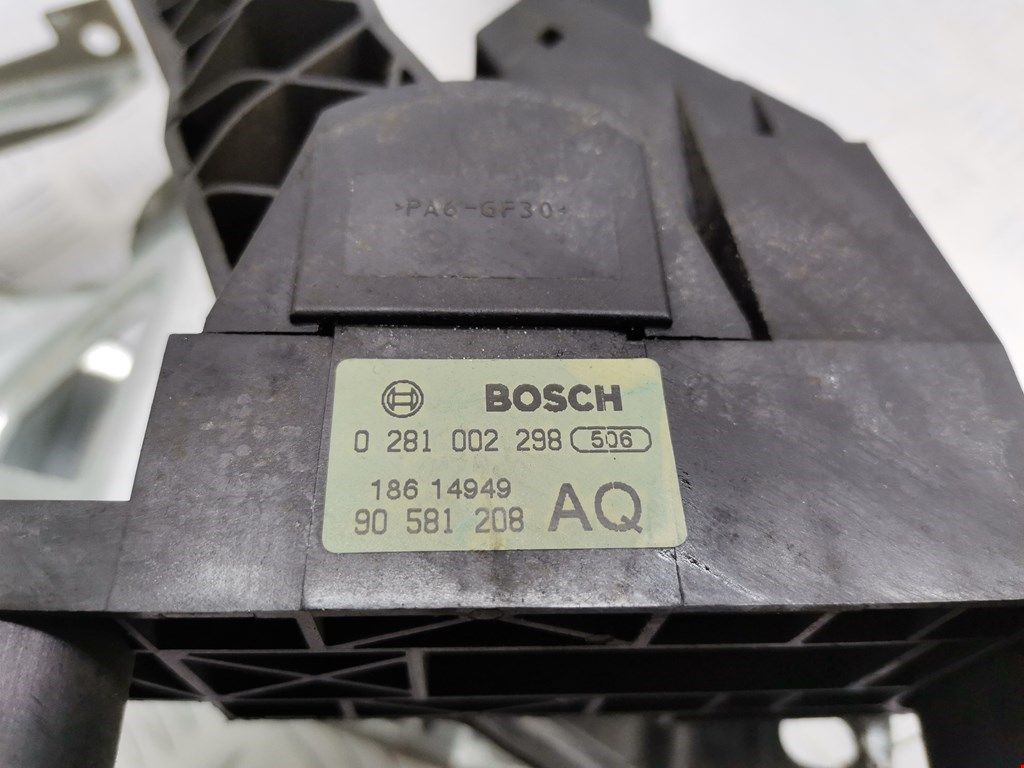 >PA6-GF30<
BOSCH
0 281 002 298 506
186 14949
90 581 208 AQ